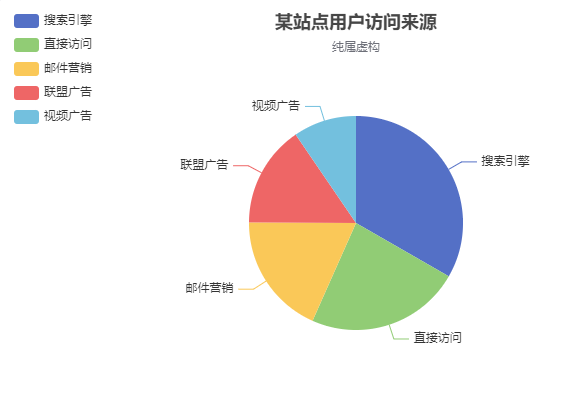 某站点用户访问来源
纯属虚构
搜索引擎
直接访问
邮件营销
联盟广告
视频广告
视频广告
搜索引擎
联盟广告
邮件营销
直接访问